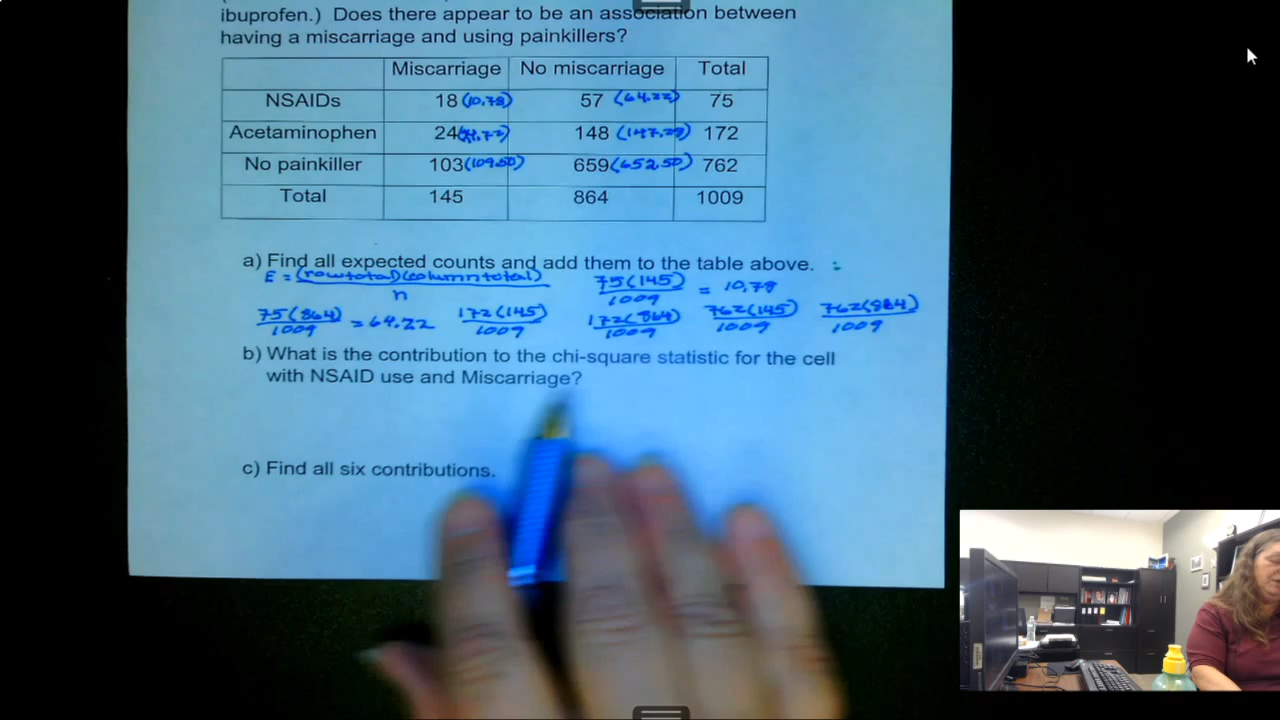 ibuprofen.) Does there appear to be an association between
having a miscarriage and using painkillers?
Miscarriage No miscarriage Total
NSAIDs 18 (10.78) 57 (64.22) 75
Acetaminophen 24 148 (147.28) 172
No painkiller 103 (109.50) 659 (652.50) 762
Total 145 864 1009
a) Find all expected counts and add them to the table above.
E = (row total)(column total) / n 75(145) / 1009 = 10.78
75(864) / 1009 = 64.22 172(145) / 1009 172(864) / 1009 762(145) / 1009 762(864) / 1009
b) What is the contribution to the chi-square statistic for the cell
with NSAID use and Miscarriage?
c) Find all six contributions.